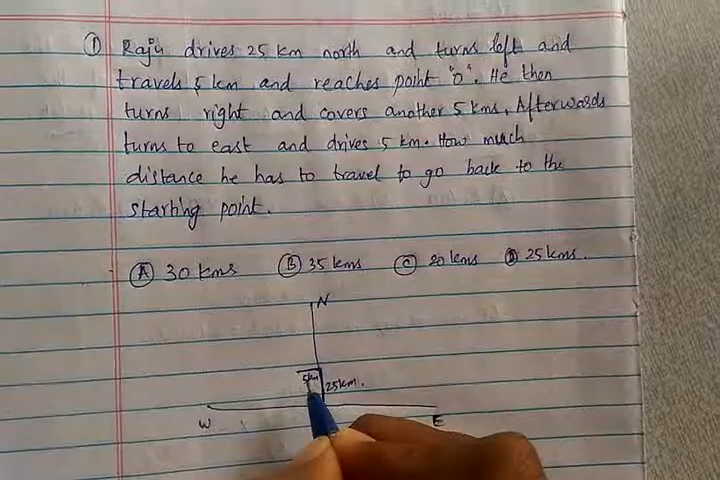 ① Raju drives 25 km north and turns left and
travels 5 km and reaches point "O". He then
turns right and covers another 5 kms. Afterwards
turns to east and drives 5 km. How much
distance he has to travel to go back to the
starting point.
Ⓐ 30 kms Ⓑ 35 kms Ⓒ 20 kms Ⓓ 25 kms.
N
5km
25km.
W
E